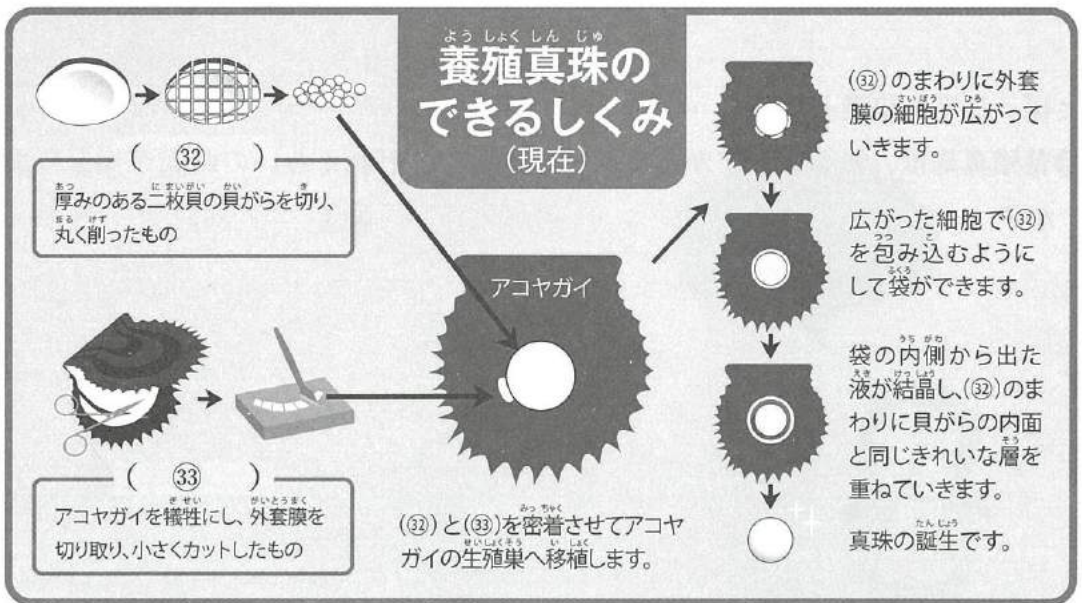 養殖真珠の
できるしくみ
(現在)
( ㉜ )
厚みのある二枚貝の貝がらを切り、
丸く削ったもの
( ㉝ )
アコヤガイを犠牲にし、外套膜を
切り取り、小さくカットしたもの
アコヤガイ
(㉜)と(㉝)を密着させてアコヤ
ガイの生殖巣へ移植します。
(㉜)のまわりに外套
膜の細胞が広がって
いきます。
広がった細胞で(㉜)
を包み込むように
して袋ができます。
袋の内側から出た
液が結晶し、(㉜)のま
わりに貝がらの内面
と同じきれいな層を
重ねていきます。
真珠の誕生です。